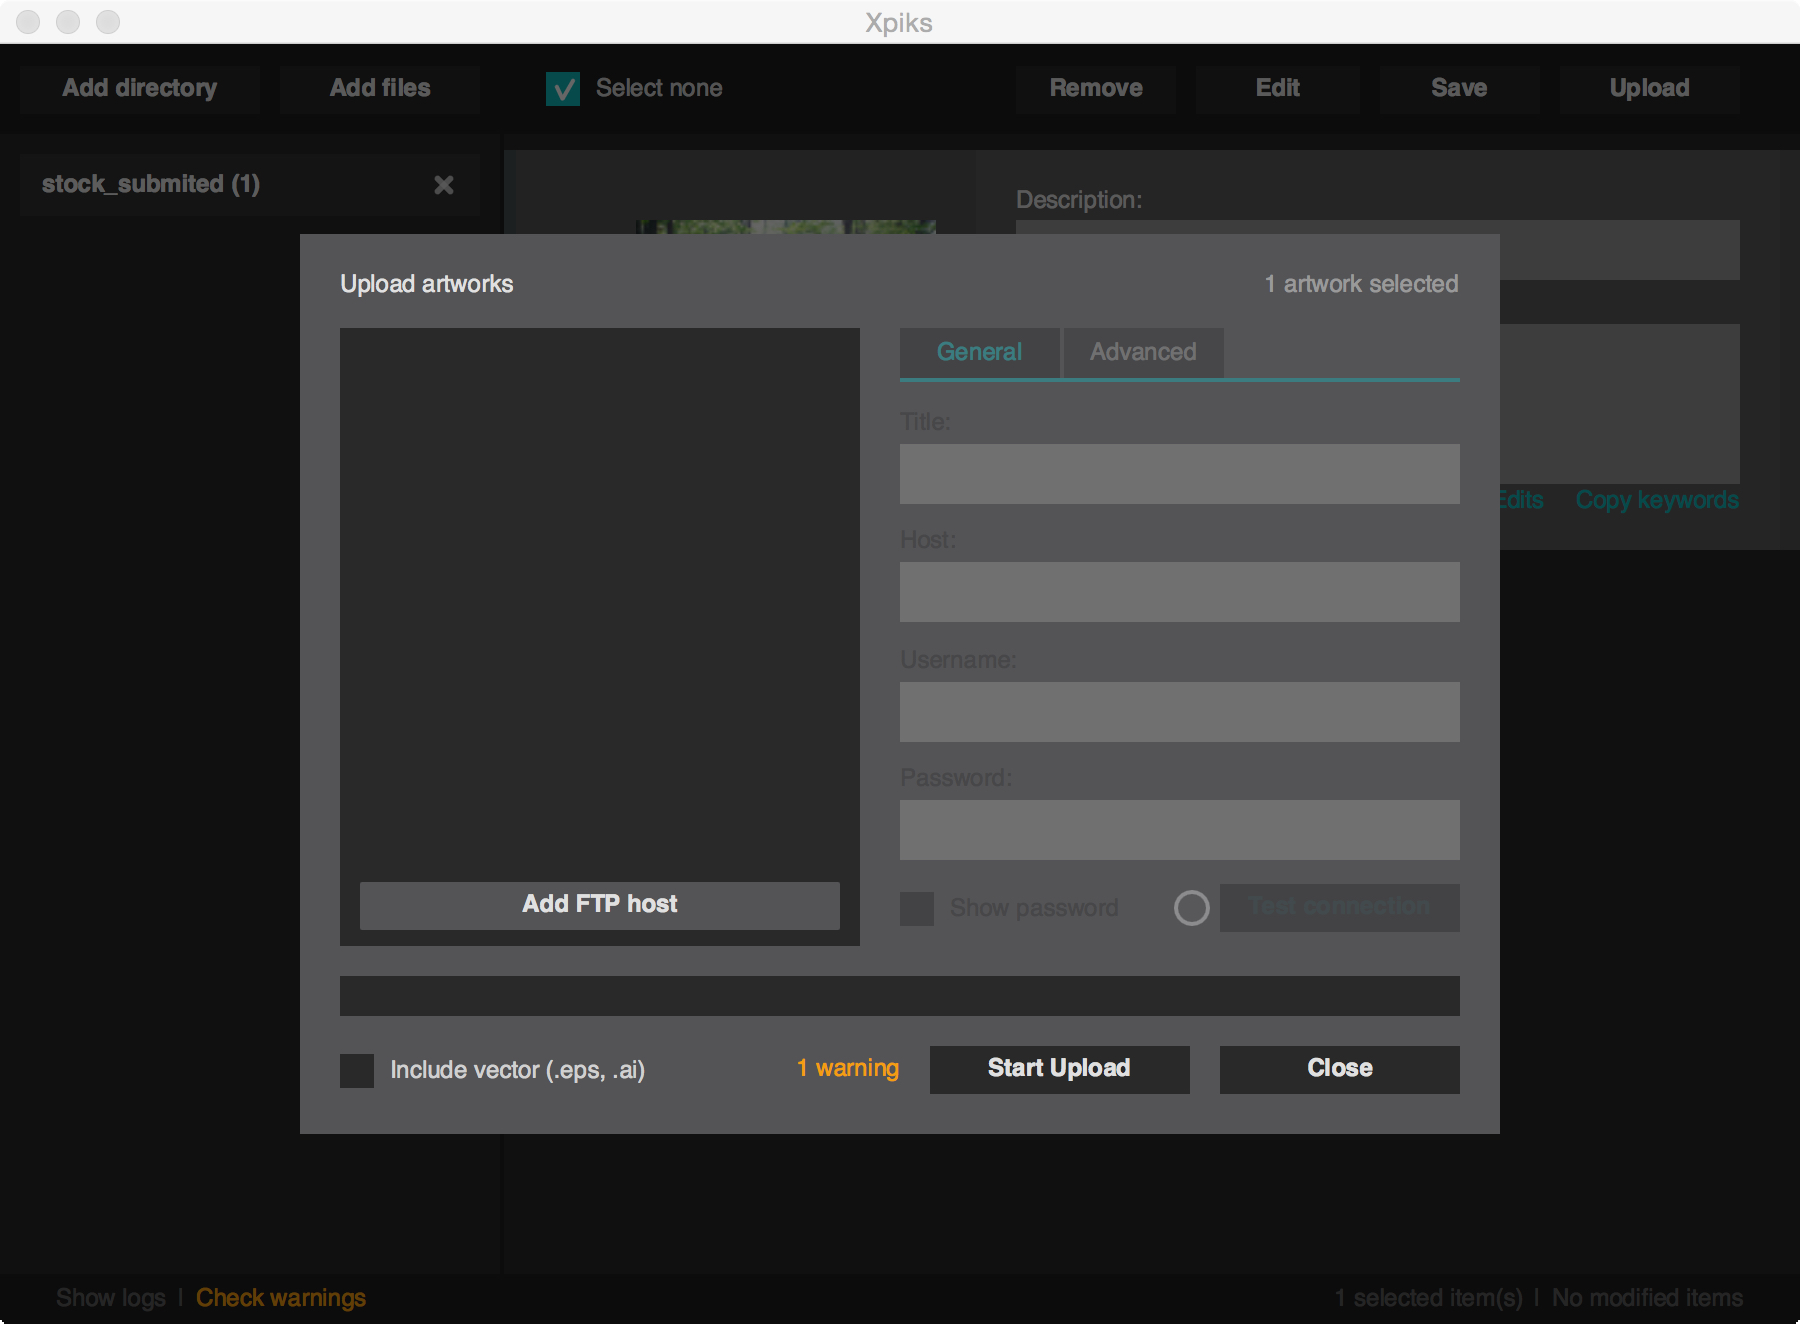 Xpiks
Add directory
Add files
Select none
Remove
Edit
Save
Upload
stock_submited (1)
Description:
Upload artworks
1 artwork selected
General
Advanced
Title:
Host:
Username:
Password:
Show password
Test connection
Add FTP host
Edits
Copy keywords
Include vector (.eps, .ai)
1 warning
Start Upload
Close
Show logs | Check warnings
1 selected item(s) | No modified items